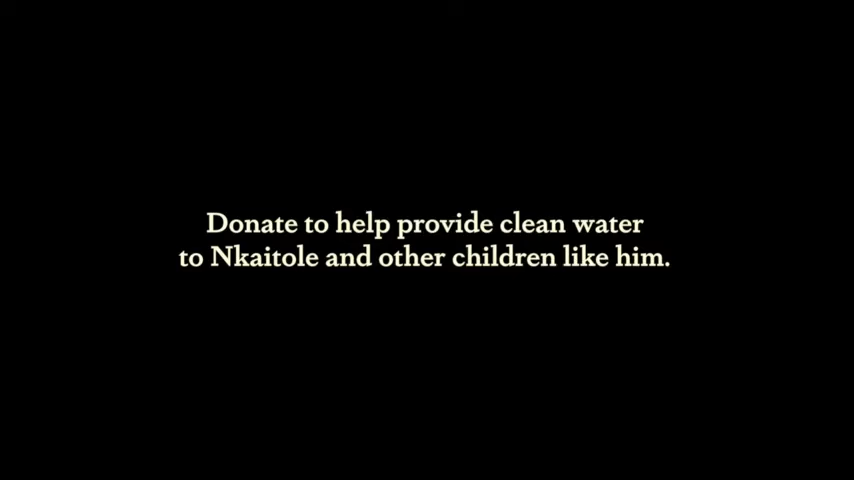 Donate to help provide clean water
to Nkaitole and other children like him.